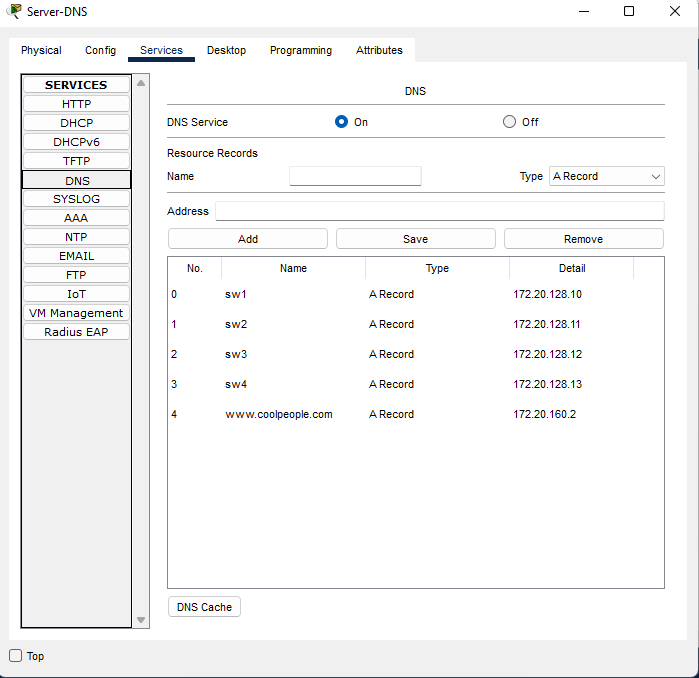 Server-DNS
Physical Config Services Desktop Programming Attributes
SERVICES
HTTP
DHCP
DHCPv6
TFTP
DNS
SYSLOG
AAA
NTP
EMAIL
FTP
IoT
VM Management
Radius EAP
DNS
DNS Service On Off
Resource Records
Name Type A Record
Address
Add Save Remove
No. Name Type Detail
0 sw1 A Record 172.20.128.10
1 sw2 A Record 172.20.128.11
2 sw3 A Record 172.20.128.12
3 sw4 A Record 172.20.128.13
4 www.coolpeople.com A Record 172.20.160.2
DNS Cache
Top